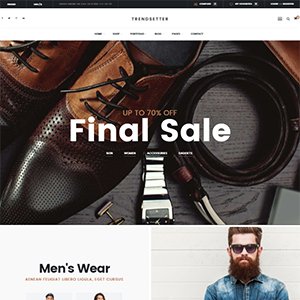 TRENDSETTER
HOME SHOP PORTFOLIO BLOG PAGES CONTACT
UP TO 70% OFF
Final Sale
MEN WOMEN ACCESSORIES GADGETS
Men's Wear
AENEAN FEUGIAT LIBERO LIGULA, EGET CURSUS